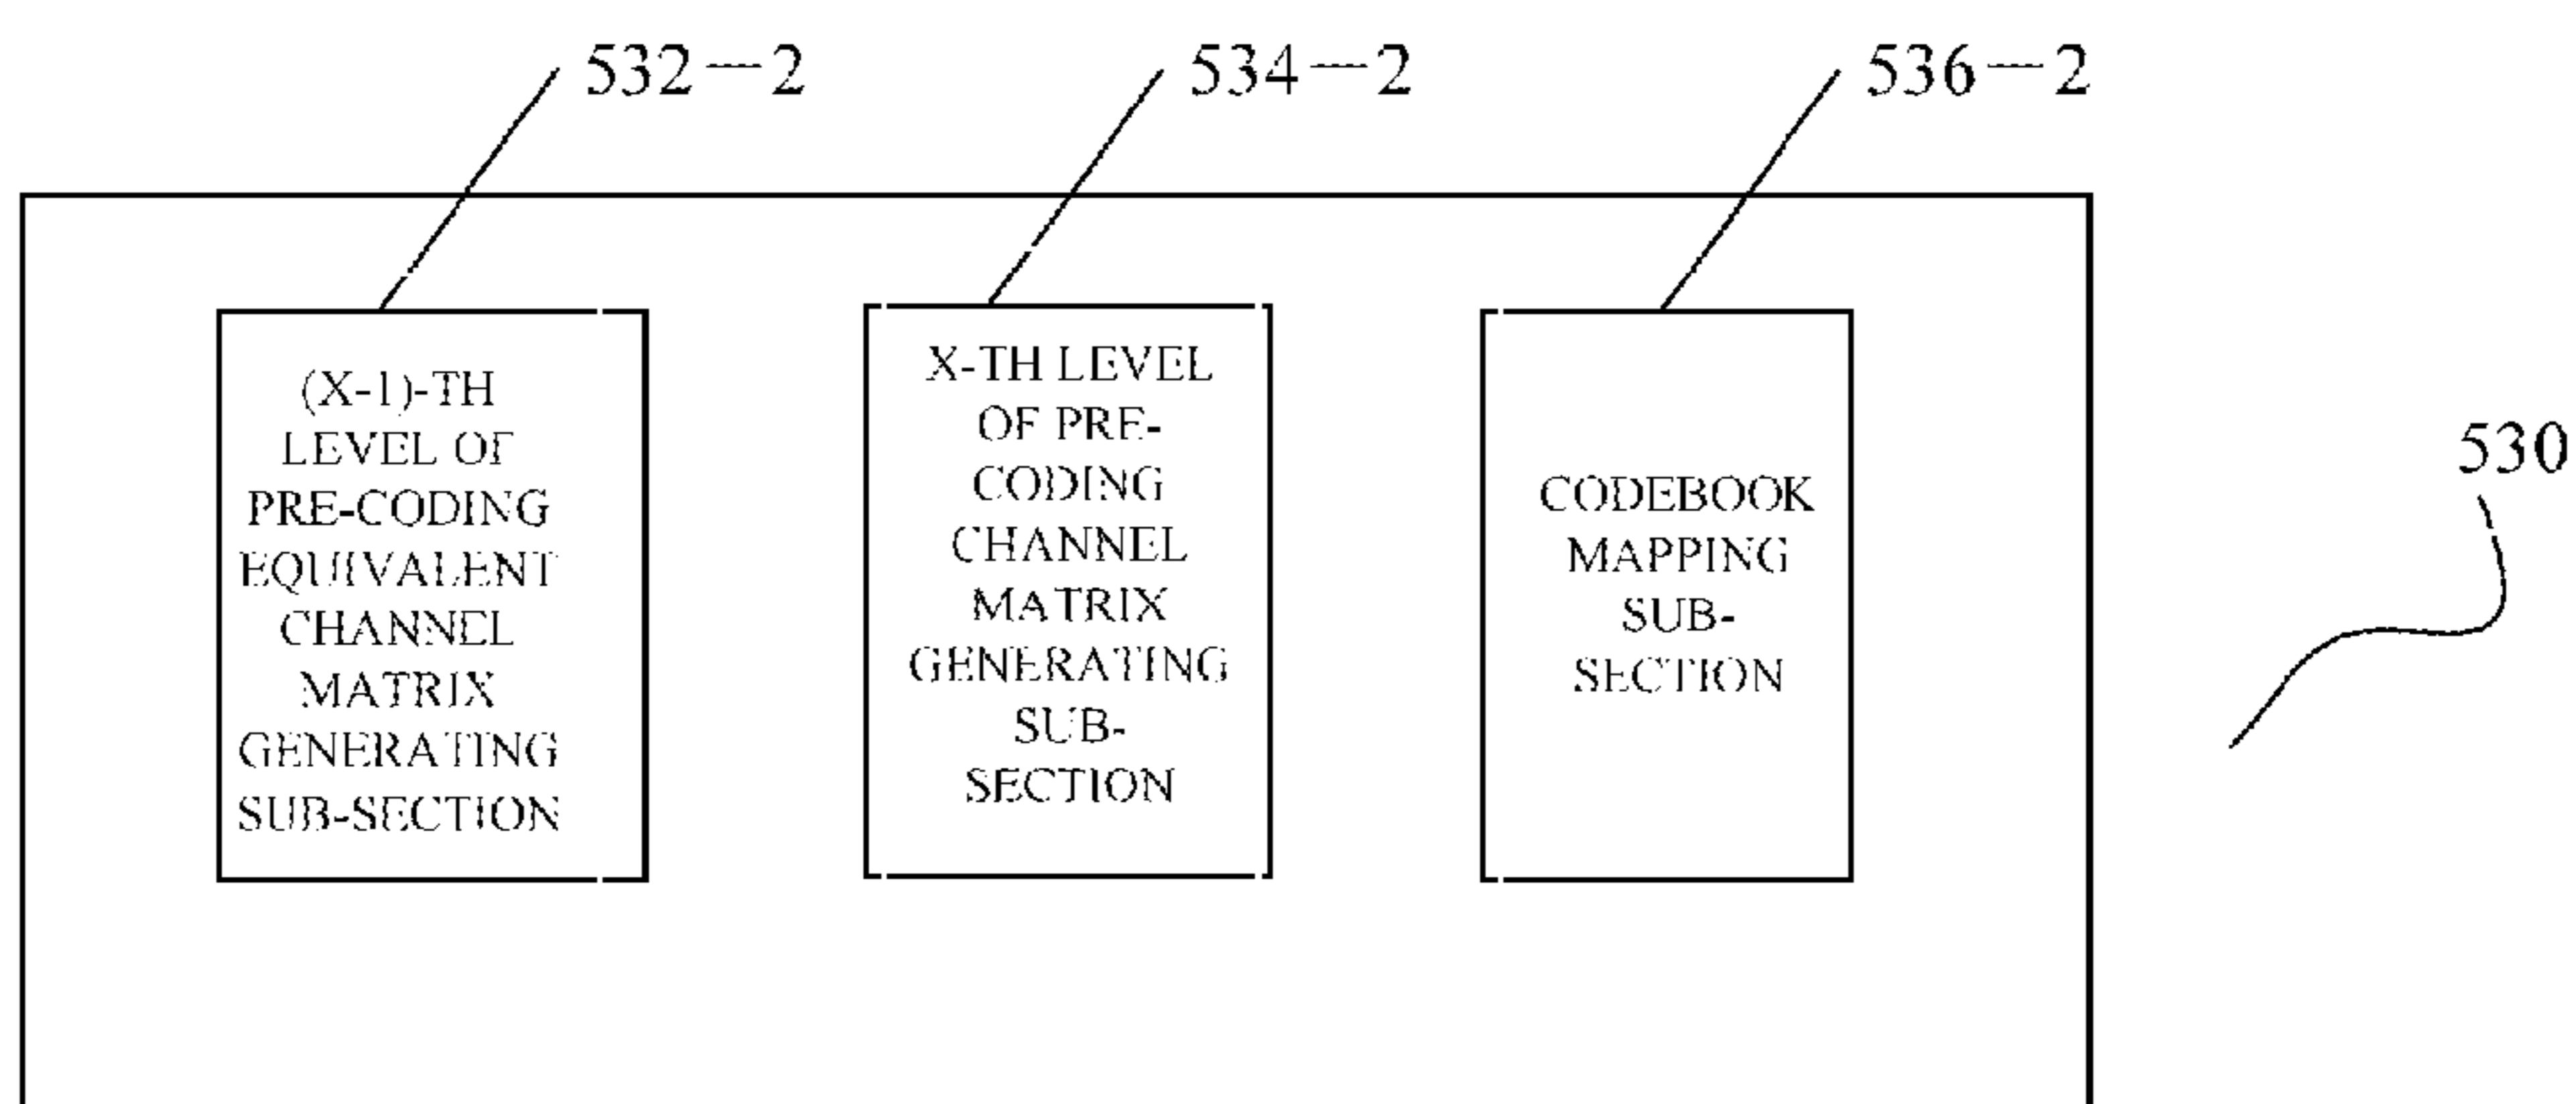 532—2
534—2
536—2
(X-1)-TH
LEVEL OF
PRE-CODING
EQUIVALENT
CHANNEL
MATRIX
GENERATING
SUB-SECTION
X-TH LEVEL
OF PRE-
CODING
CHANNEL
MATRIX
GENERATING
SUB-
SECTION
CODEBOOK
MAPPING
SUB-
SECTION
530